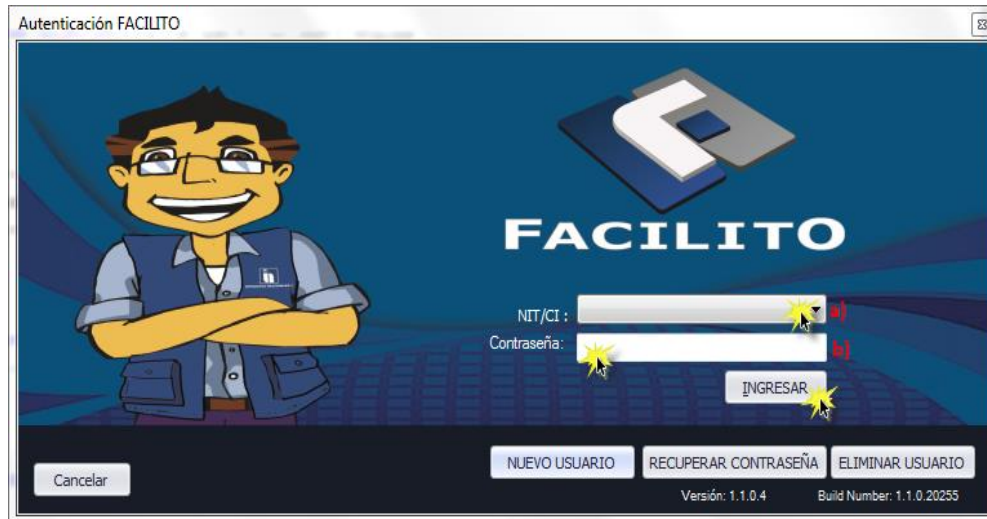 Autenticación FACILITO
FACILITO
NIT/CI :
a)
Contraseña:
b)
INGRESAR
NUEVO USUARIO
RECUPERAR CONTRASEÑA
ELIMINAR USUARIO
Cancelar
Versión: 1.1.0.4
Build Number: 1.1.0.20255